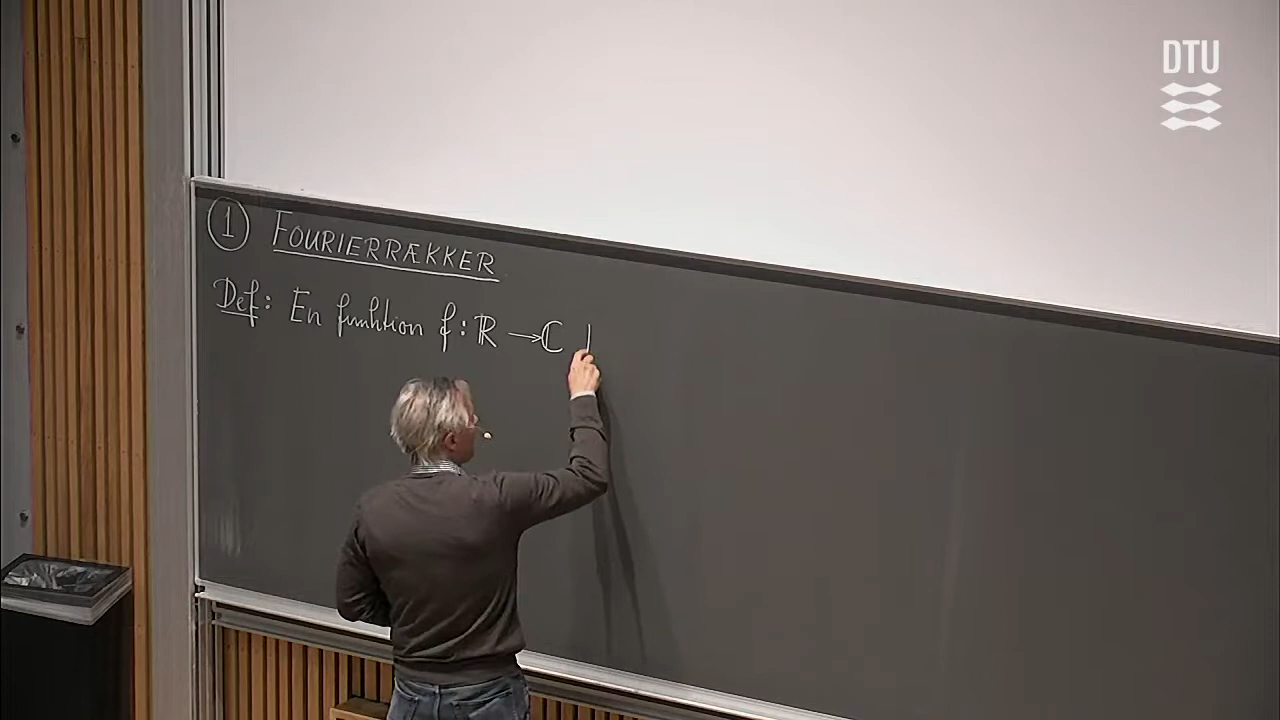 DTU
① FOURIERRÆKKER
Def: En funktion f: ℝ → ℂ